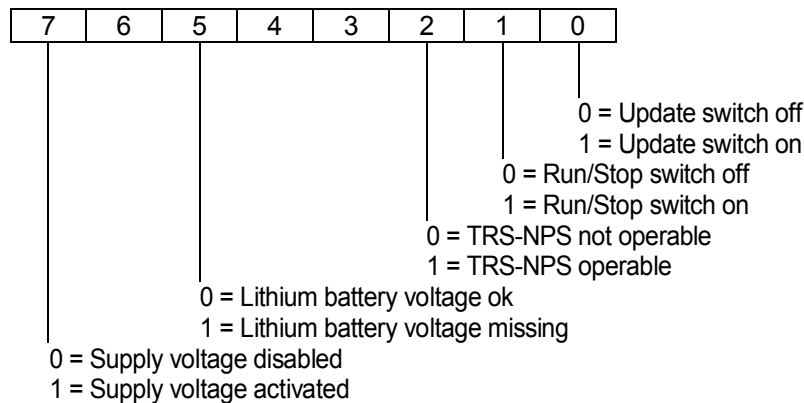 7 6 5 4 3 2 1 0
0 = Update switch off
1 = Update switch on
0 = Run/Stop switch off
1 = Run/Stop switch on
0 = TRS-NPS not operable
1 = TRS-NPS operable
0 = Lithium battery voltage ok
1 = Lithium battery voltage missing
0 = Supply voltage disabled
1 = Supply voltage activated